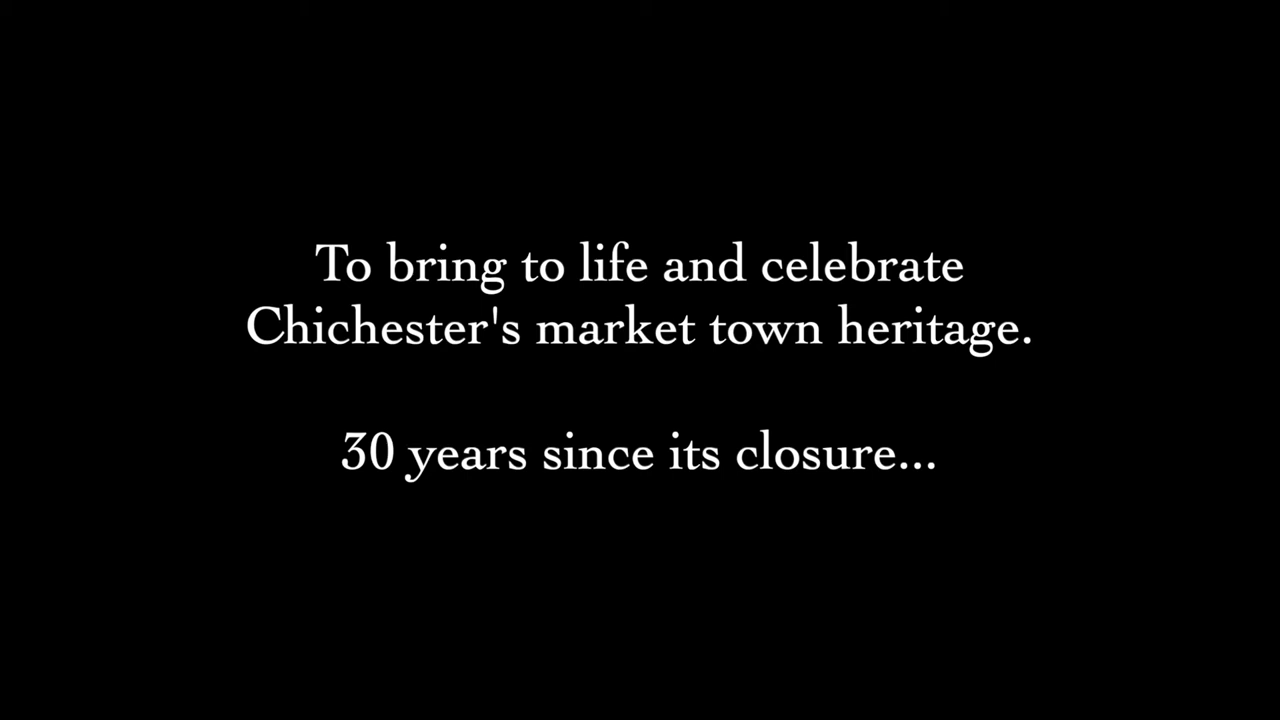 To bring to life and celebrate
Chichester's market town heritage.
30 years since its closure...